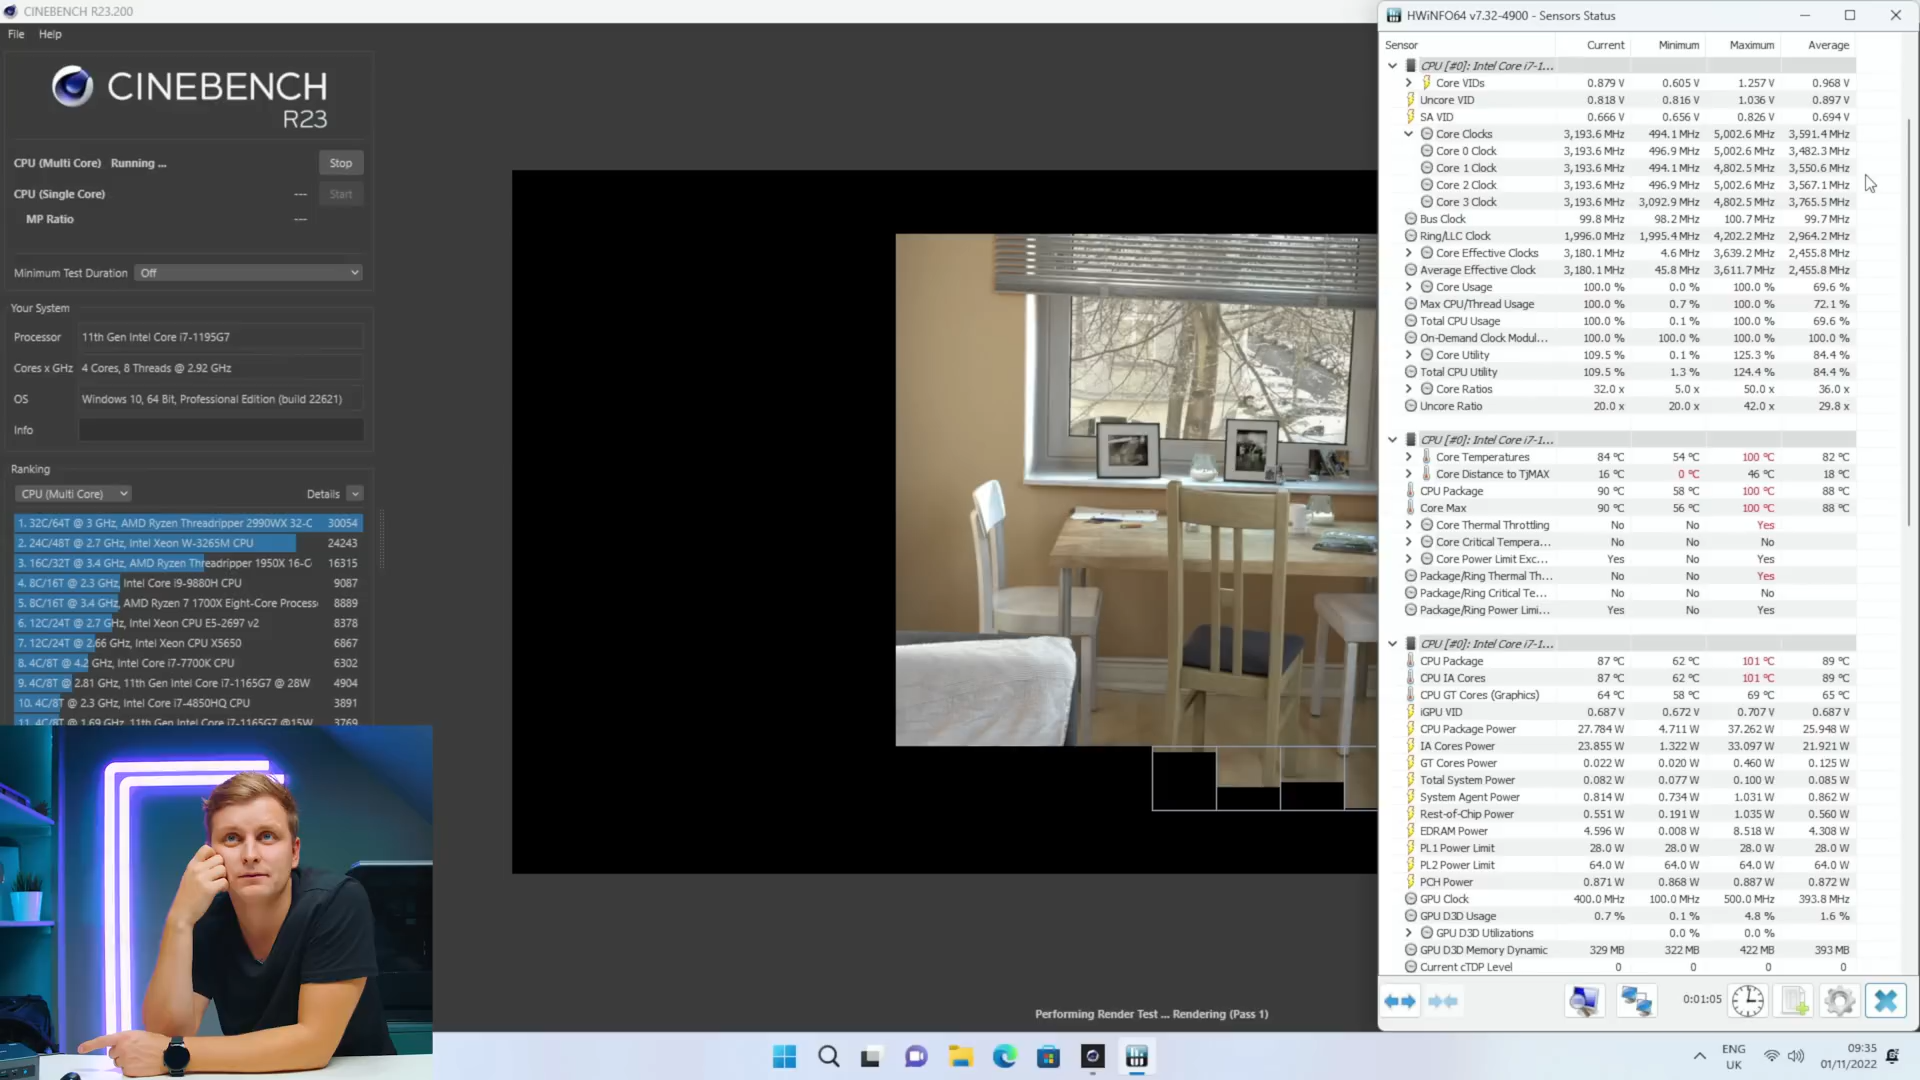 CINEBENCH R23.200
File Help
CINEBENCH
R23
CPU (Multi Core) Running ... Stop
CPU (Single Core) --- Start
MP Ratio ---
Minimum Test Duration Off
Your System
Processor 11th Gen Intel Core i7-1195G7
Cores x GHz 4 Cores, 8 Threads @ 2.92 GHz
OS Windows 10, 64 Bit, Professional Edition (build 22621)
Info
Ranking
CPU (Multi Core) Details
1. 32C/64T @ 3 GHz, AMD Ryzen Threadripper 2990WX 32-C 30054
2. 24C/48T @ 2.7 GHz, Intel Xeon W-3265M CPU 24243
3. 16C/32T @ 3.4 GHz, AMD Ryzen Threadripper 1950X 16-C 16315
4. 8C/16T @ 2.3 GHz, Intel Core i9-9880H CPU 9087
5. 8C/16T @ 3.4 GHz, AMD Ryzen 7 1700X Eight-Core Process 8889
6. 12C/24T @ 2.7 GHz, Intel Xeon CPU E5-2697 v2 8378
7. 12C/24T @ 2.66 GHz, Intel Xeon CPU X5650 6867
8. 4C/8T @ 4.2 GHz, Intel Core i7-7700K CPU 6302
9. 4C/8T @ 2.81 GHz, 11th Gen Intel Core i7-1165G7 @ 28W 4904
10. 4C/8T @ 2.3 GHz, Intel Core i7-4850HQ CPU 3891
11. 4C/8T @ 1.69 GHz, 11th Gen Intel Core i7-1165G7 @15W 3769
Performing Render Test ... Rendering (Pass 1)
HWiNFO64 v7.32-4900 - Sensors Status
Sensor Current Minimum Maximum Average
CPU [#0]: Intel Core i7-1...
Core VIDs 0.879 V 0.605 V 1.257 V 0.968 V
Uncore VID 0.818 V 0.816 V 1.036 V 0.897 V
SA VID 0.666 V 0.656 V 0.826 V 0.694 V
Core Clocks 3,193.6 MHz 494.1 MHz 5,002.6 MHz 3,591.4 MHz
Core 0 Clock 3,193.6 MHz 496.9 MHz 5,002.6 MHz 3,482.3 MHz
Core 1 Clock 3,193.6 MHz 494.1 MHz 4,802.5 MHz 3,550.6 MHz
Core 2 Clock 3,193.6 MHz 496.9 MHz 5,002.6 MHz 3,567.1 MHz
Core 3 Clock 3,193.6 MHz 3,092.9 MHz 4,802.5 MHz 3,765.5 MHz
Bus Clock 99.8 MHz 98.2 MHz 100.7 MHz 99.7 MHz
Ring/LLC Clock 1,996.0 MHz 1,995.4 MHz 4,202.2 MHz 2,964.2 MHz
Core Effective Clocks 3,180.1 MHz 4.6 MHz 3,639.2 MHz 2,455.8 MHz
Average Effective Clock 3,180.1 MHz 45.8 MHz 3,611.7 MHz 2,455.8 MHz
Core Usage 100.0 % 0.0 % 100.0 % 69.6 %
Max CPU/Thread Usage 100.0 % 0.7 % 100.0 % 72.1 %
Total CPU Usage 100.0 % 0.1 % 100.0 % 69.6 %
On-Demand Clock Modul... 100.0 % 100.0 % 100.0 % 100.0 %
Core Utility 109.5 % 0.1 % 125.3 % 84.4 %
Total CPU Utility 109.5 % 1.3 % 124.4 % 84.4 %
Core Ratios 32.0 x 5.0 x 50.0 x 36.0 x
Uncore Ratio 20.0 x 20.0 x 42.0 x 29.8 x
CPU [#0]: Intel Core i7-1...
Core Temperatures 84 °C 54 °C 100 °C 82 °C
Core Distance to TjMAX 16 °C 0 °C 46 °C 18 °C
CPU Package 90 °C 58 °C 100 °C 88 °C
Core Max 90 °C 56 °C 100 °C 88 °C
Core Thermal Throttling No No Yes
Core Critical Tempera... No No No
Core Power Limit Exc... Yes No Yes
Package/Ring Thermal Th... No No Yes
Package/Ring Critical Te... No No No
Package/Ring Power Limi... Yes No Yes
CPU [#0]: Intel Core i7-1...
CPU Package 87 °C 62 °C 101 °C 89 °C
CPU IA Cores 87 °C 62 °C 101 °C 89 °C
CPU GT Cores (Graphics) 64 °C 58 °C 69 °C 65 °C
iGPU VID 0.687 V 0.672 V 0.707 V 0.687 V
CPU Package Power 27.784 W 4.711 W 37.262 W 25.948 W
IA Cores Power 23.855 W 1.322 W 33.097 W 21.921 W
GT Cores Power 0.022 W 0.020 W 0.460 W 0.125 W
Total System Power 0.082 W 0.077 W 0.100 W 0.085 W
System Agent Power 0.814 W 0.734 W 1.031 W 0.862 W
Rest-of-Chip Power 0.551 W 0.191 W 1.035 W 0.560 W
EDRAM Power 4.596 W 0.008 W 8.518 W 4.308 W
PL1 Power Limit 28.0 W 28.0 W 28.0 W 28.0 W
PL2 Power Limit 64.0 W 64.0 W 64.0 W 64.0 W
PCH Power 0.871 W 0.868 W 0.887 W 0.872 W
GPU Clock 400.0 MHz 100.0 MHz 500.0 MHz 393.8 MHz
GPU D3D Usage 0.7 % 0.1 % 4.8 % 1.6 %
GPU D3D Utilizations 0.0 % 0.0 %
GPU D3D Memory Dynamic 329 MB 322 MB 422 MB 393 MB
Current cTDP Level 0 0 0 0
0:01:05
ENG
UK
09:35
01/11/2022